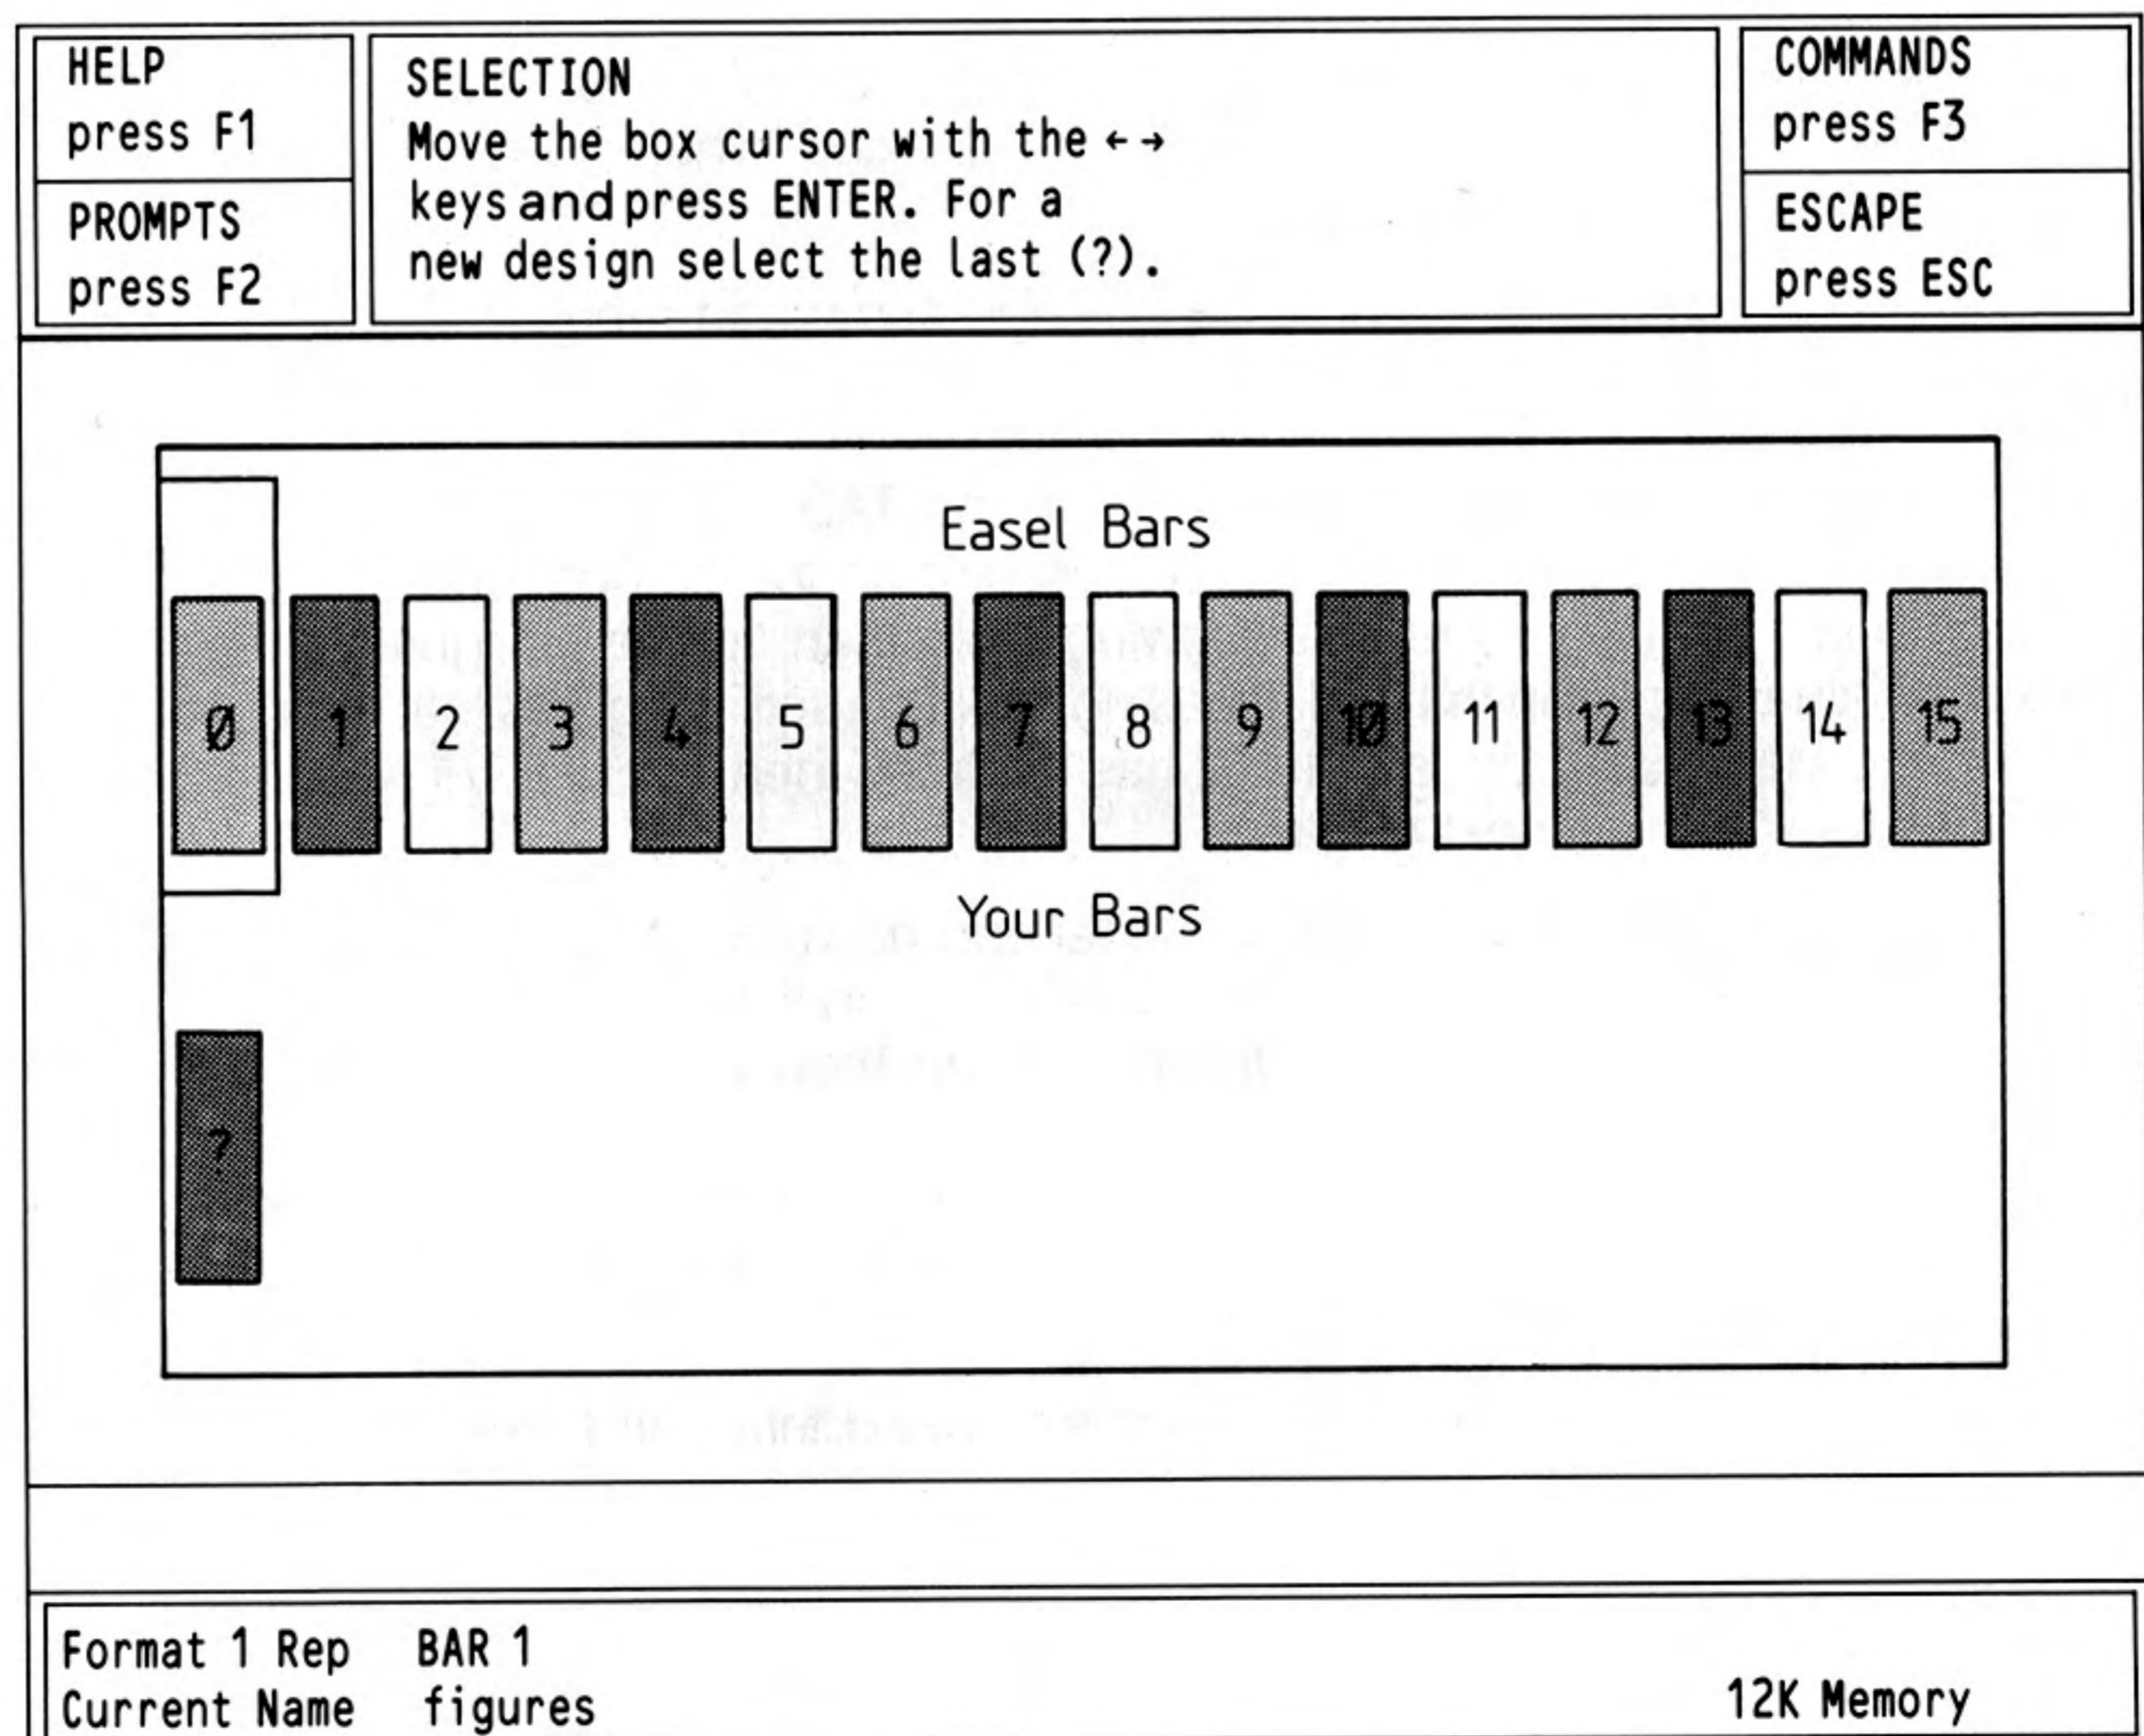 HELP
press F1
PROMPTS
press F2
SELECTION
Move the box cursor with the ←→
keys and press ENTER. For a
new design select the last (?).
COMMANDS
press F3
ESCAPE
press ESC
Easel Bars
0 1 2 3 4 5 6 7 8 9 10 11 12 13 14 15
Your Bars
?
Format 1 Rep BAR 1
Current Name figures
12K Memory